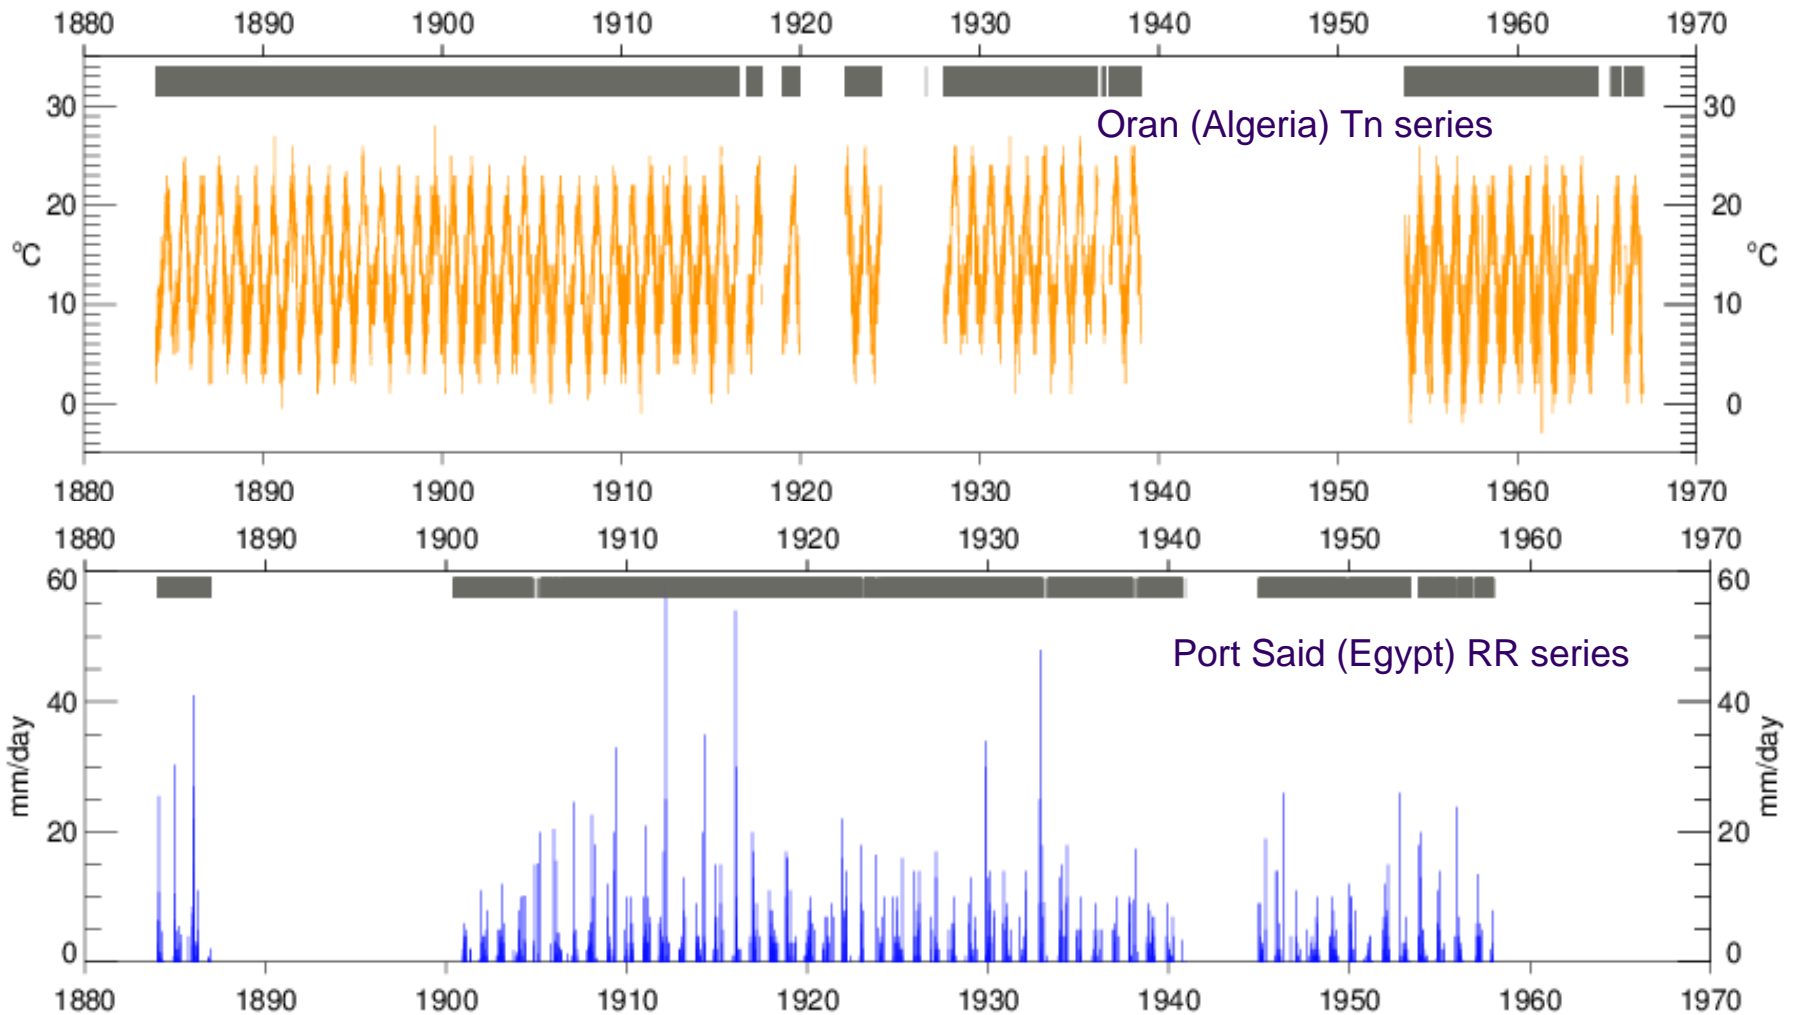 1880 1890 1900 1910 1920 1930 1940 1950 1960 1970
30 30
Oran (Algeria) Tn series
20 20
°C °C
10 10
0 0
1880 1890 1900 1910 1920 1930 1940 1950 1960 1970
1880 1890 1900 1910 1920 1930 1940 1950 1960 1970
60 60
Port Said (Egypt) RR series
40 40
mm/day mm/day
20 20
0 0
1880 1890 1900 1910 1920 1930 1940 1950 1960 1970